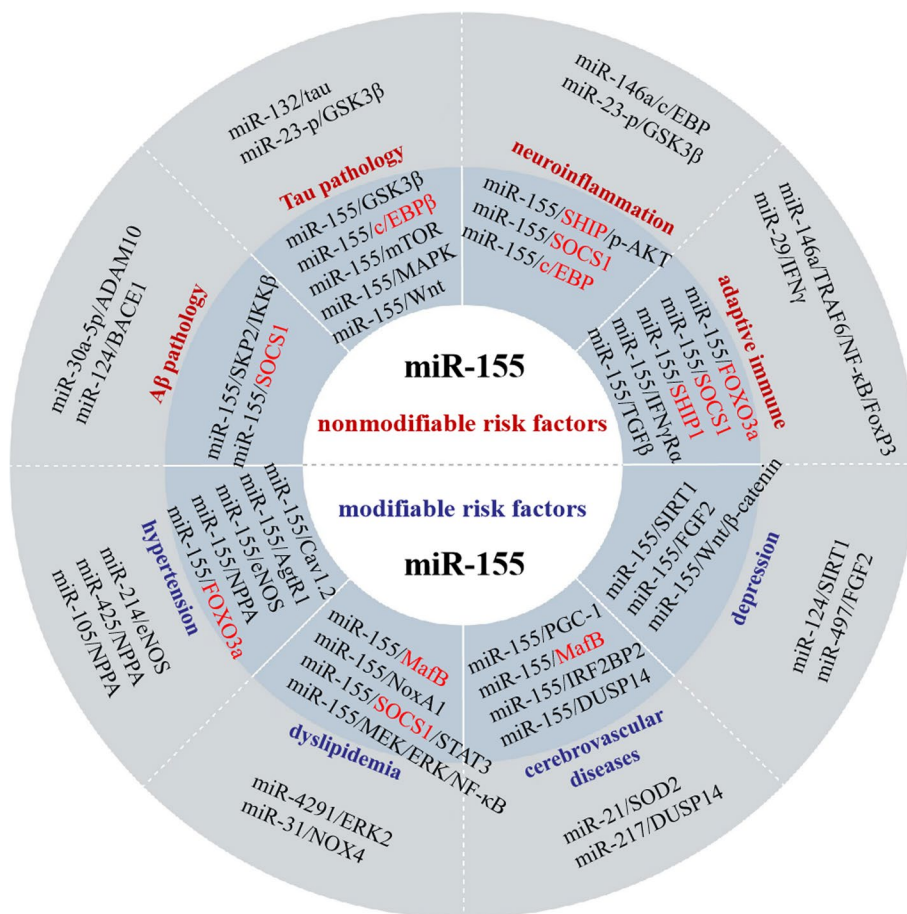 miR-132/tau
miR-23-p/GSK3β
Tau pathology
miR-155/GSK3β
miR-155/c/EBPβ
miR-155/mTOR
miR-155/MAPK
miR-155/Wnt
miR-146a/c/EBP
miR-23-p/GSK3β
neuroinflammation
miR-155/SHIP/p-AKT
miR-155/SOCS1
miR-155/c/EBP
miR-146a/TRAF6/NF-κB/FoxP3
miR-29/IFNγ
adaptive immune
miR-155/FOXO3a
miR-155/SOCS1
miR-155/SHIP1
miR-155/IFNγRα
miR-155/TGFβ
miR-30a-5p/ADAM10
miR-124/BACE1
Aβ pathology
miR-155/SKP2/IKKβ
miR-155/SOCS1
miR-155
nonmodifiable risk factors
modifiable risk factors
miR-155
miR-155/Cav1.2
miR-155/AgtR1
miR-155/eNOS
miR-155/NPPA
miR-155/FOXO3a
hypertension
miR-214/eNOS
miR-425/NPPA
miR-105/NPPA
miR-155/MafB
miR-155/NoxA1
miR-155/SOCS1/STAT3
miR-155/MEK/ERK/NF-κB
dyslipidemia
miR-4291/ERK2
miR-31/NOX4
miR-155/PGC-1
miR-155/MafB
miR-155/IRF2BP2
miR-155/DUSP14
cerebrovascular
diseases
miR-21/SOD2
miR-217/DUSP14
miR-155/SIRT1
miR-155/FGF2
miR-155/Wnt/β-catenin
depression
miR-124/SIRT1
miR-497/FGF2